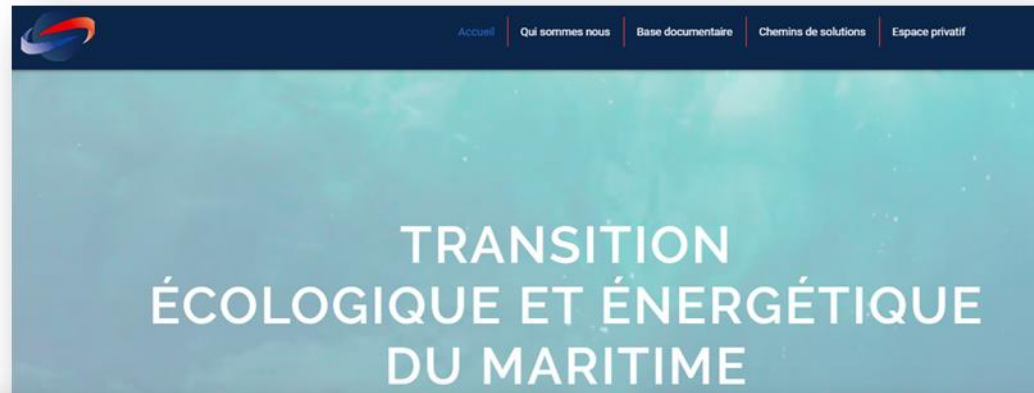 Accueil Qui sommes nous Base documentaire Chemins de solutions Espace privatif
TRANSITION
ÉCOLOGIQUE ET ÉNERGÉTIQUE
DU MARITIME